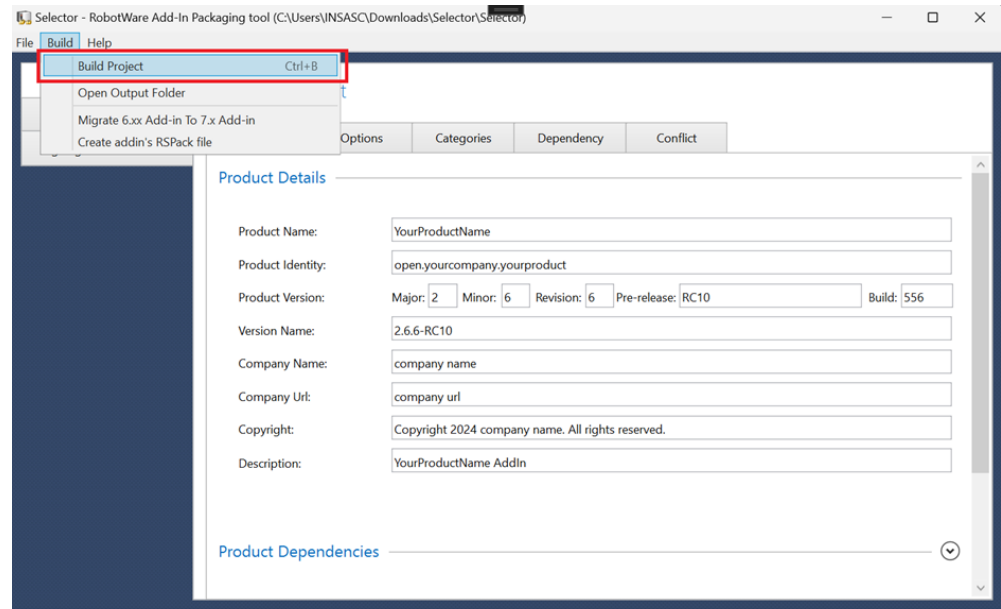 Selector - RobotWare Add-In Packaging tool (C:\Users\INSASC\Downloads\Selector\Selector)
File Build Help
Build Project Ctrl+B
Open Output Folder
Migrate 6.xx Add-in To 7.x Add-in
Create addin's RSPack file
Options Categories Dependency Conflict
Product Details
Product Name: YourProductName
Product Identity: open.yourcompany.yourproduct
Product Version: Major: 2 Minor: 6 Revision: 6 Pre-release: RC10 Build: 556
Version Name: 2.6.6-RC10
Company Name: company name
Company Url: company url
Copyright: Copyright 2024 company name. All rights reserved.
Description: YourProductName AddIn
Product Dependencies